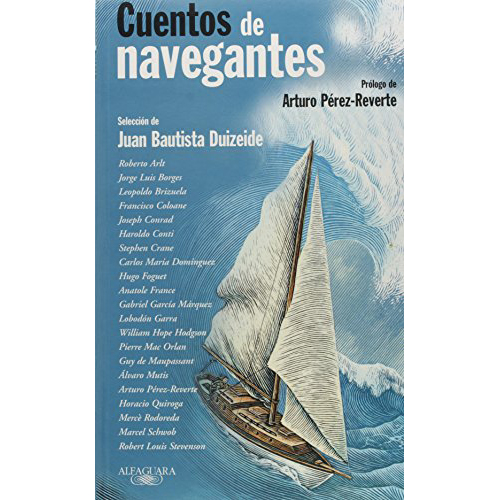 Cuentos de
navegantes
Prólogo de
Arturo Pérez-Reverte
Selección de
Juan Bautista Duizeide
Roberto Arlt
Jorge Luis Borges
Leopoldo Brizuela
Francisco Coloane
Joseph Conrad
Haroldo Conti
Stephen Crane
Carlos María Domínguez
Hugo Foguet
Anatole France
Gabriel García Márquez
Lobodón Garra
William Hope Hodgson
Pierre Mac Orlan
Guy de Maupassant
Álvaro Mutis
Arturo Pérez-Reverte
Horacio Quiroga
Mercè Rodoreda
Marcel Schwob
Robert Louis Stevenson
ALFAGUARA